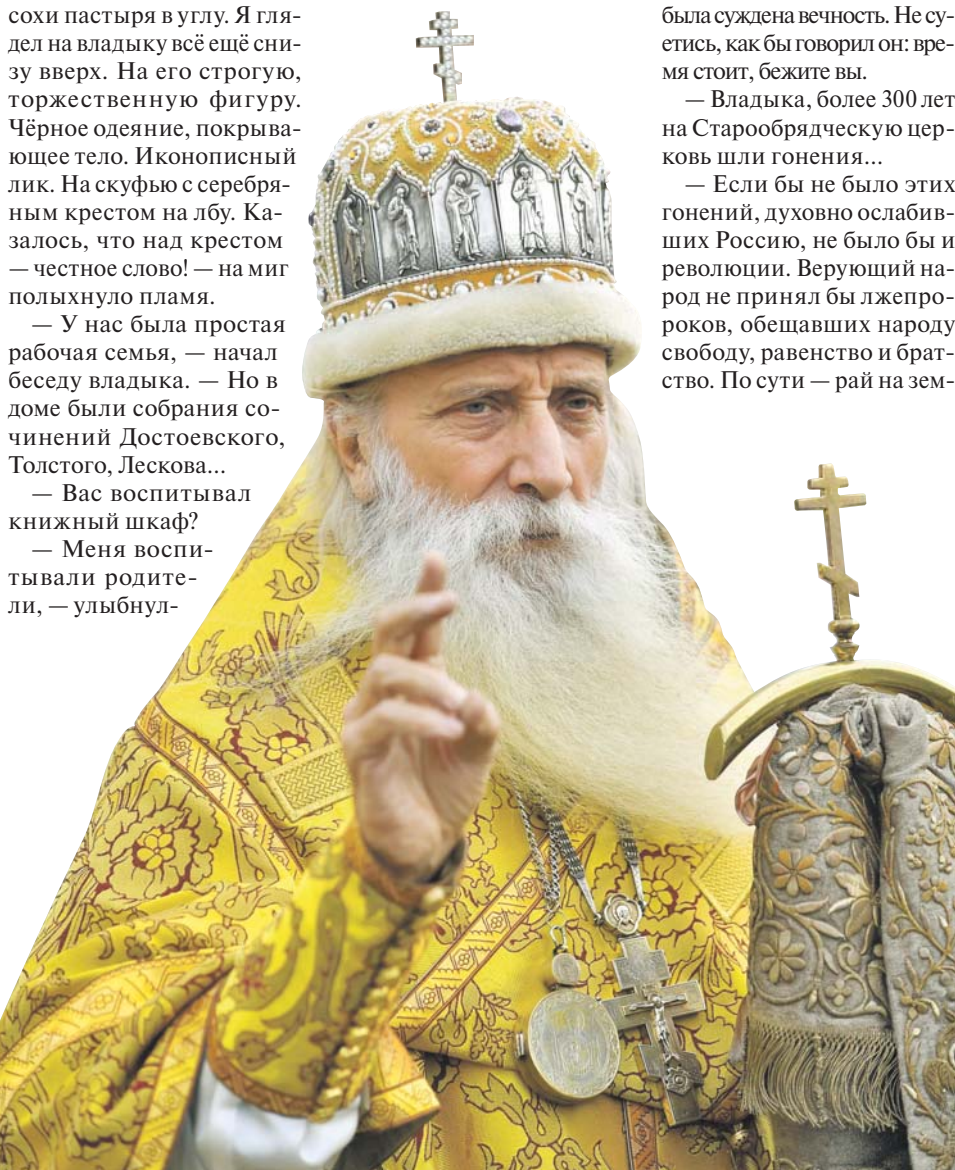 сохи пастыря в углу. Я гля-
дел на владыку всё ещё сни-
зу вверх. На его строгую,
торжественную фигуру.
Чёрное одеяние, покрыва-
ющее тело. Иконописный
лик. На скуфью с серебря-
ным крестом на лбу. Ка-
залось, что над крестом
— честное слово! — на миг
полыхнуло пламя.
— У нас была простая
рабочая семья, — начал
беседу владыка. — Но в
доме были собрания со-
чинений Достоевского,
Толстого, Лескова...
— Вас воспитывал
книжный шкаф?
— Меня воспи-
тывали родите-
ли, — улыбнул-
была суждена вечность. Не су-
етись, как бы говорил он: вре-
мя стоит, бежите вы.
— Владыка, более 300 лет
на Старообрядческую цер-
ковь шли гонения...
— Если бы не было этих
гонений, духовно ослабив-
ших Россию, не было бы и
революции. Верующий на-
род не принял бы лжепро-
роков, обещавших народу
свободу, равенство и брат-
ство. По сути — рай на зем-